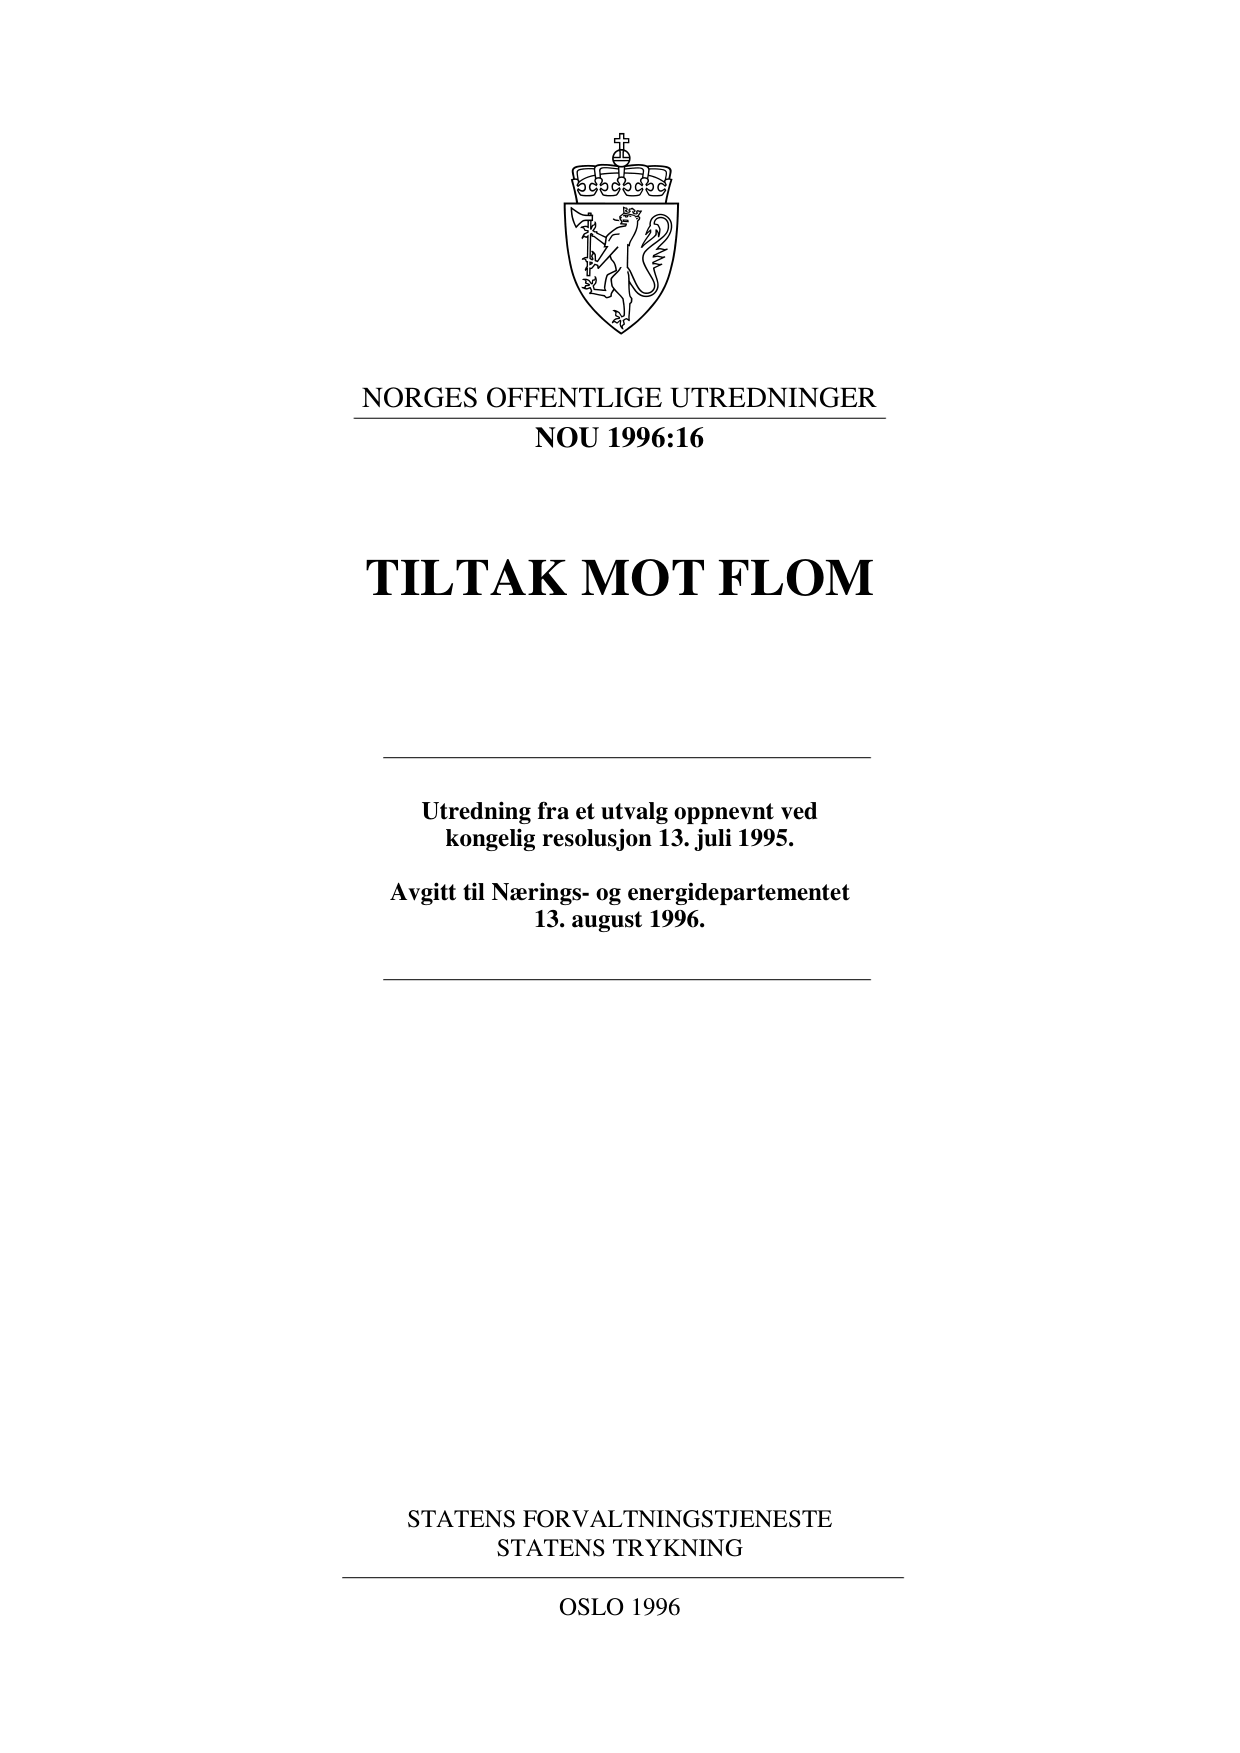 NORGES OFFENTLIGE UTREDNINGER
NOU 1996:16
TILTAK MOT FLOM
Utredning fra et utvalg oppnevnt ved
kongelig resolusjon 13. juli 1995.
Avgitt til Nærings- og energidepartementet
13. august 1996.
STATENS FORVALTNINGSTJENESTE
STATENS TRYKNING
OSLO 1996